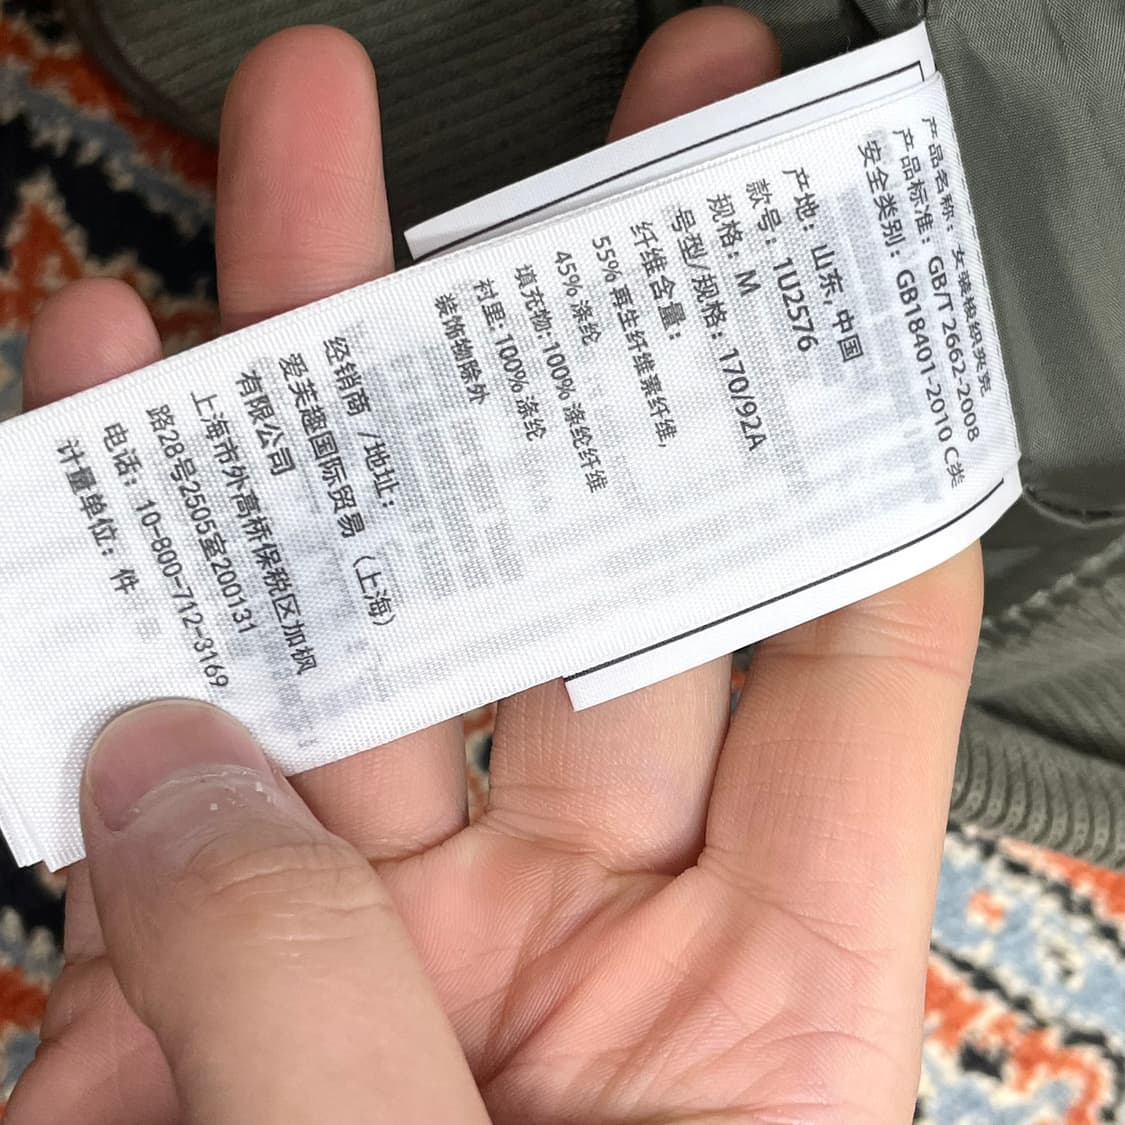 产品名称：女装梭织夹克
产品标准：GB/T 2662-2008
安全类别：GB18401-2010 C类
产地：山东,中国
款号：1U2576
规格：M
号型/规格：170/92A
纤维含量：
55% 再生纤维素纤维,
45% 涤纶
填充物:100% 涤纶纤维
衬里:100% 涤纶
装饰物除外
经销商 /地址:
爱芙趣国际贸易（上海）
有限公司
上海市外高桥保税区加枫
路28号2505室200131
电话：10-800-712-3169
计量单位：件